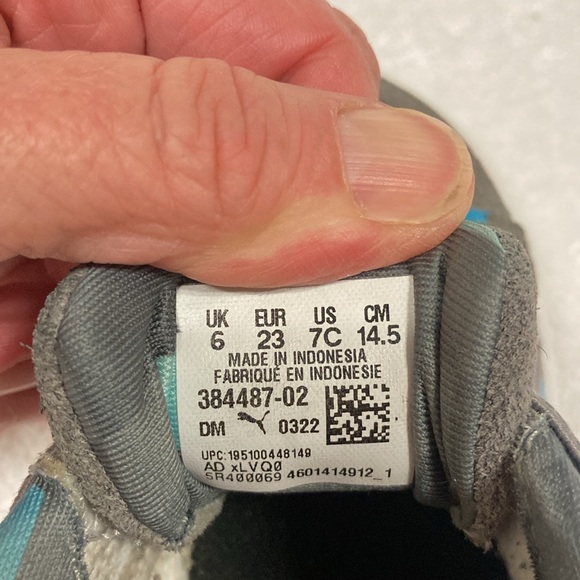 UK EUR US CM
6 23 7C 14.5
MADE IN INDONESIA
FABRIQUÉ EN INDONESIE
384487-02
DM 0322
UPC:195100448149
AD xLVQ0
SR400069 4601414912_1